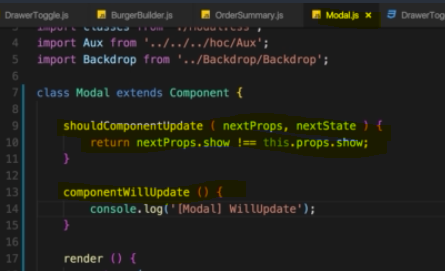 DrawerToggle.js
BurgerBuilder.js
OrderSummary.js
Modal.js ×
DrawerTog
3 import classes from './Modal.css';
4 import Aux from '../../../hoc/Aux';
5 import Backdrop from '../Backdrop/Backdrop';
6
7 class Modal extends Component {
8
9 shouldComponentUpdate ( nextProps, nextState ) {
10 return nextProps.show !== this.props.show;
11 }
12
13 componentWillUpdate () {
14 console.log('[Modal] WillUpdate');
15 }
16
17 render () {